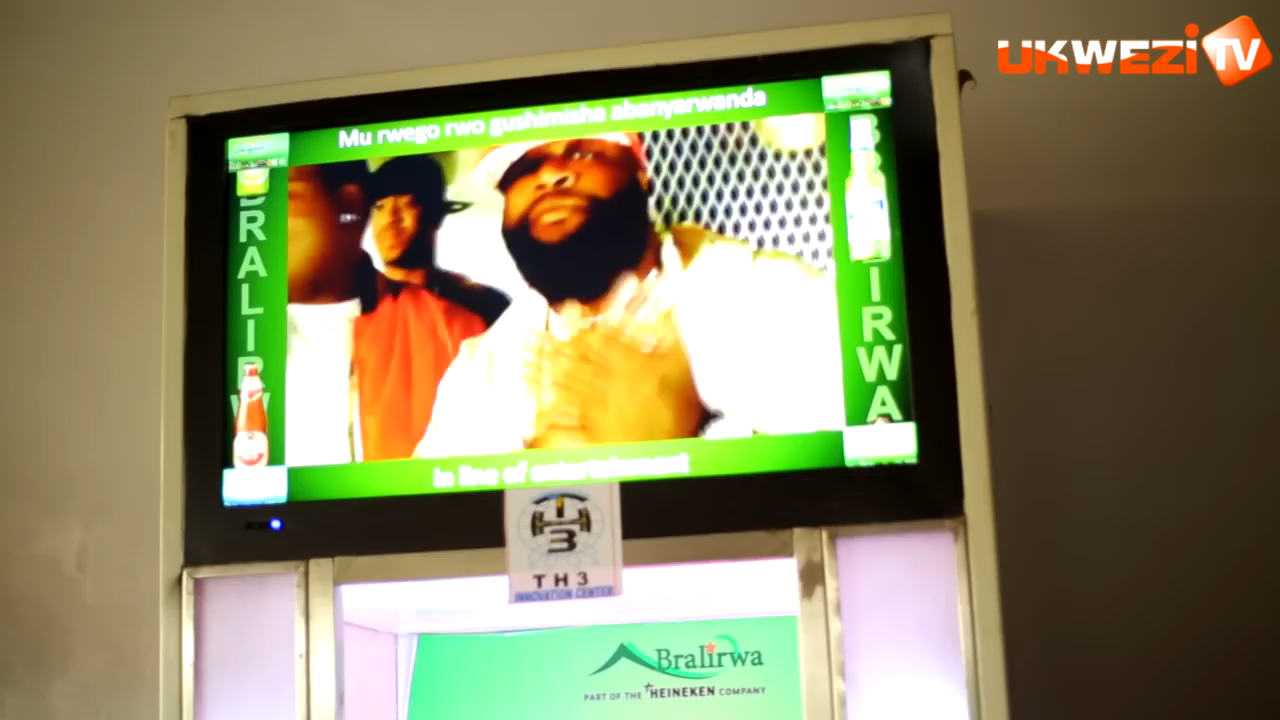 UKWEZI TV
Mu rwego rwo gushimisha abanyarwanda
BRALIRW
BRALIRWA
In line of entertainment
TH3
INNOVATION CENTER
Bralirwa
PART OF THE HEINEKEN COMPANY